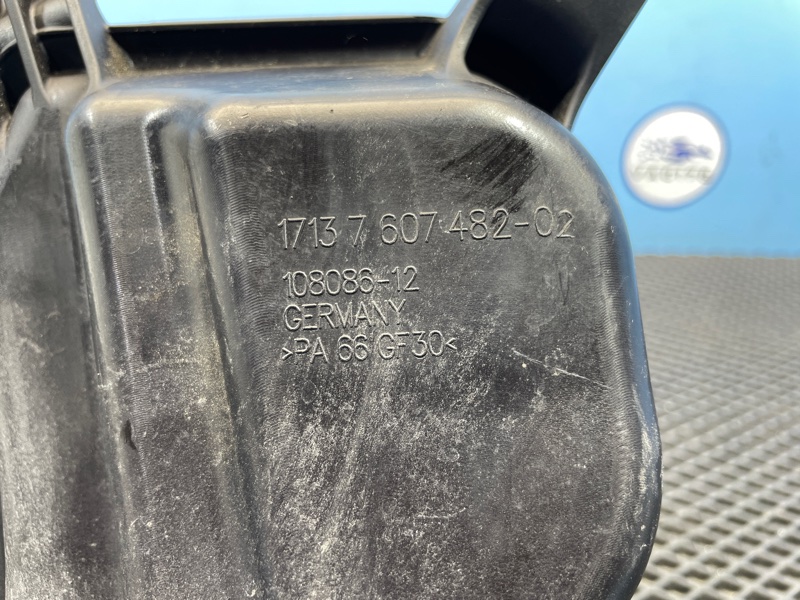 1713 7 607 482-02
108086-12
V
GERMANY
>PA 66 GF30<